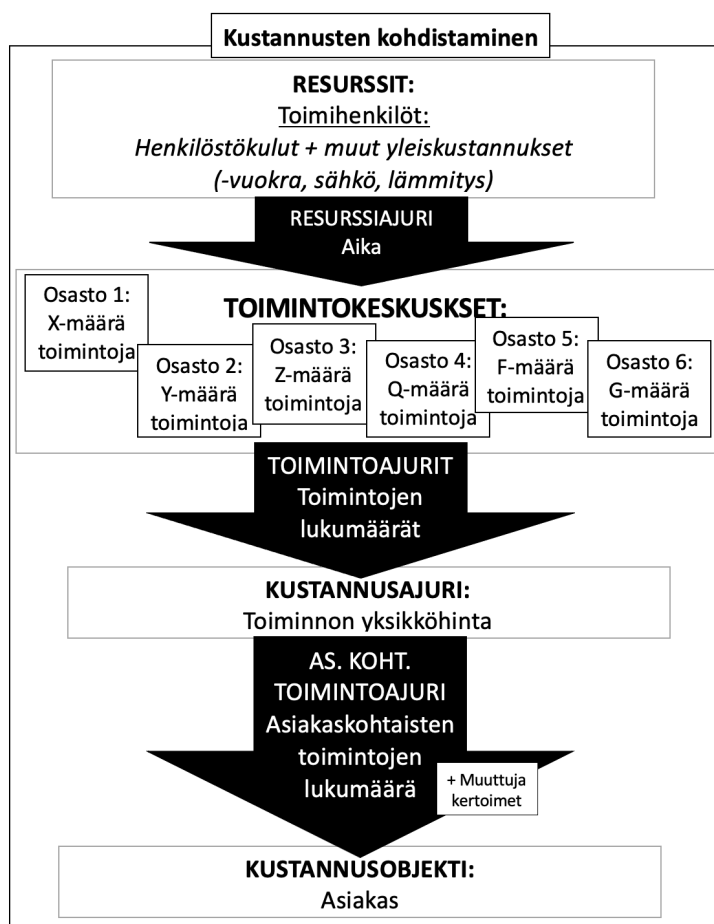 Kustannusten kohdistaminen
RESURSSIT:
Toimihenkilöt:
Henkilöstökulut + muut yleiskustannukset
(-vuokra, sähkö, lämmitys)
RESURSSIAJURI
Aika
TOIMINTOKESKUSKSET:
Osasto 1:
X-määrä
toimintoja
Osasto 2:
Y-määrä
toimintoja
Osasto 3:
Z-määrä
toimintoja
Osasto 4:
Q-määrä
toimintoja
Osasto 5:
F-määrä
toimintoja
Osasto 6:
G-määrä
toimintoja
TOIMINTOAJURIT
Toimintojen
lukumäärät
KUSTANNUSAJURI:
Toiminnon yksikköhinta
AS. KOHT.
TOIMINTOAJURI
Asiakaskohtaisten
toimintojen
lukumäärä
+ Muuttuja
kertoimet
KUSTANNUSOBJEKTI:
Asiakas